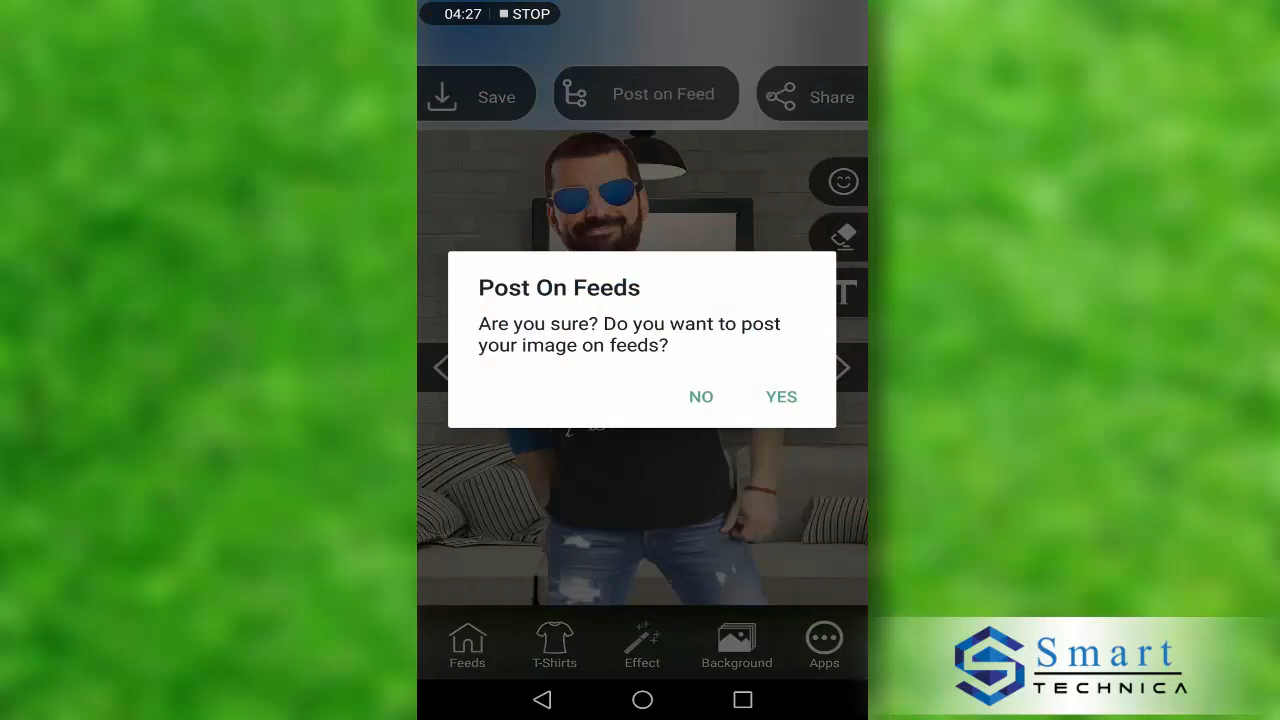 04:27 STOP
Save
Post on Feed
Share
T
Post On Feeds
Are you sure? Do you want to post
your image on feeds?
NO
YES
Feeds
T-Shirts
Effect
Background
Apps
Smart
TECHNICA